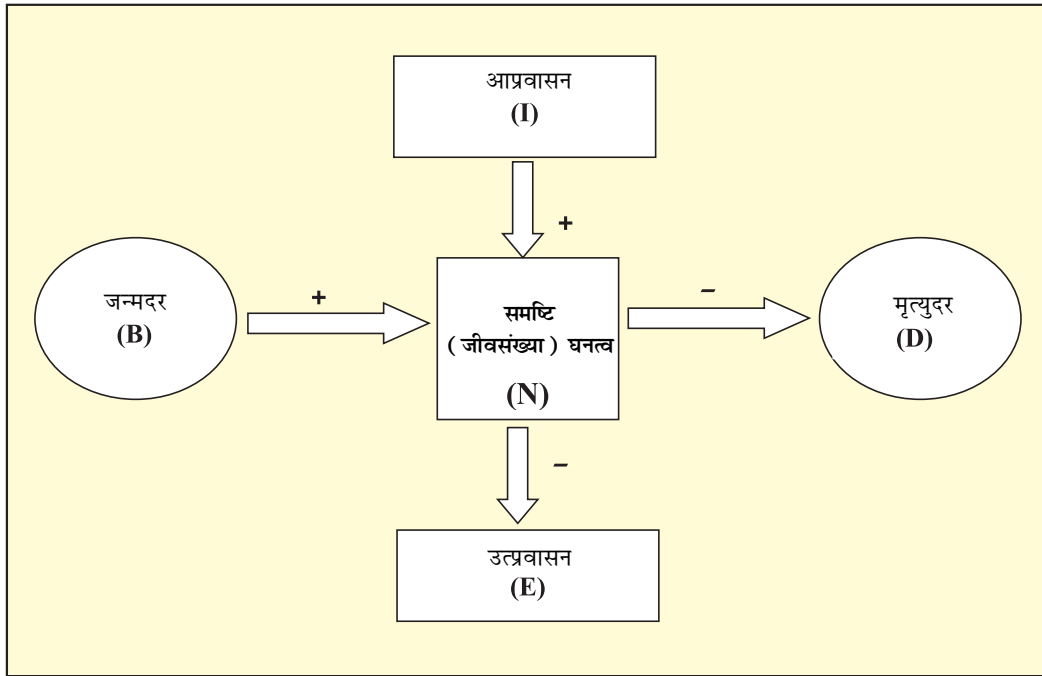 आप्रवासन
(I)
+
जन्मदर
(B)
+
समष्टि
(जीवसंख्या) घनत्व
(N)
–
मृत्युदर
(D)
–
उत्प्रवासन
(E)